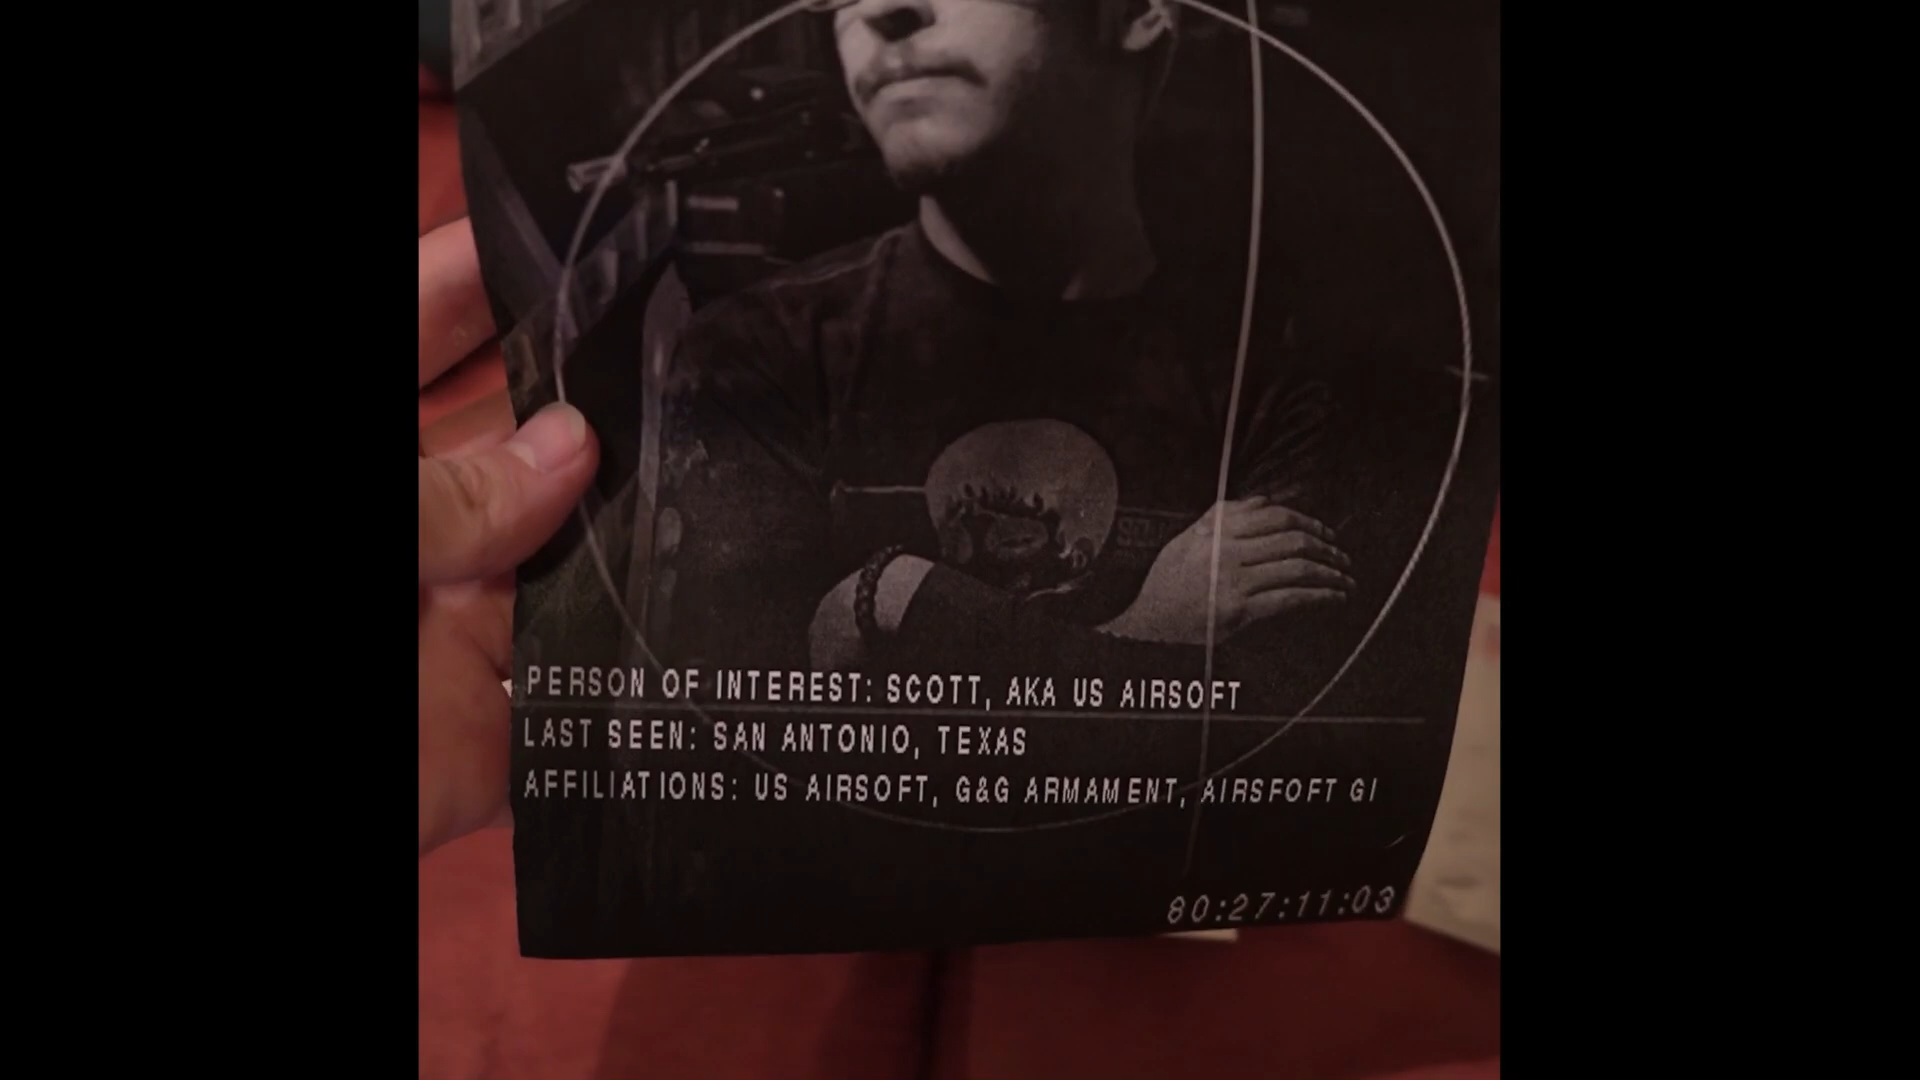 PERSON OF INTEREST: SCOTT, AKA US AIRSOFT
LAST SEEN: SAN ANTONIO, TEXAS
AFFILIATIONS: US AIRSOFT, G&G ARMAMENT, AIRSFOFT GI
80:27:11:03